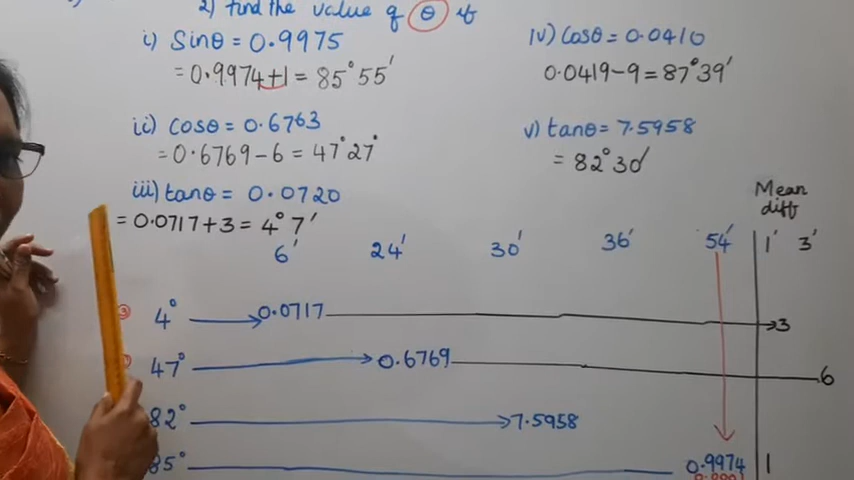 2) find the value of θ if
i) Sinθ = 0.9975
= 0.9974+1 = 85°55'
ii) cosθ = 0.6763
= 0.6769-6 = 47°27°
iii) tanθ = 0.0720
= 0.0717+3 = 4°7'
iv) cosθ = 0.0410
0.0419-9 = 87°39'
v) tanθ = 7.5958
= 82°30'
Mean
diff
6' 24' 30' 36' 54' 1' 3'
4° 0.0717 3
47° 0.6769 6
82° 7.5958
85° 0.9974 1